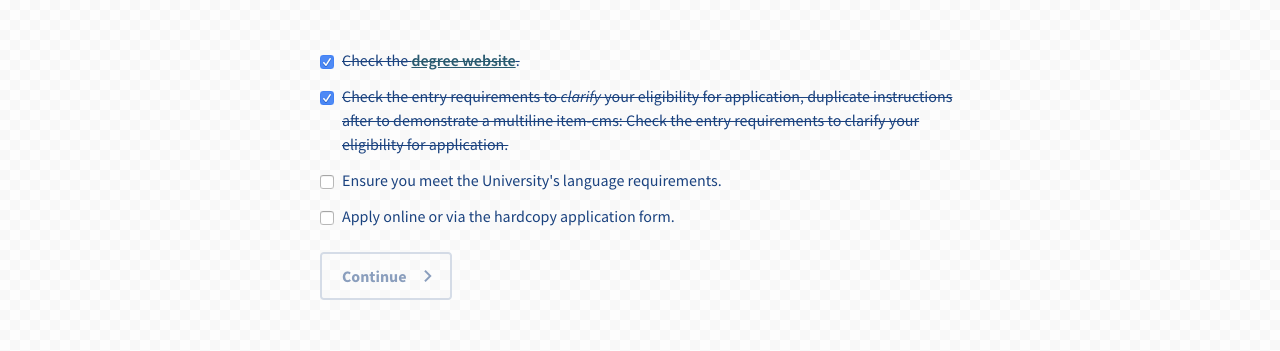 Check the degree website.
Check the entry requirements to clarify your eligibility for application, duplicate instructions
after to demonstrate a multiline item-cms: Check the entry requirements to clarify your
eligibility for application.
Ensure you meet the University's language requirements.
Apply online or via the hardcopy application form.
Continue